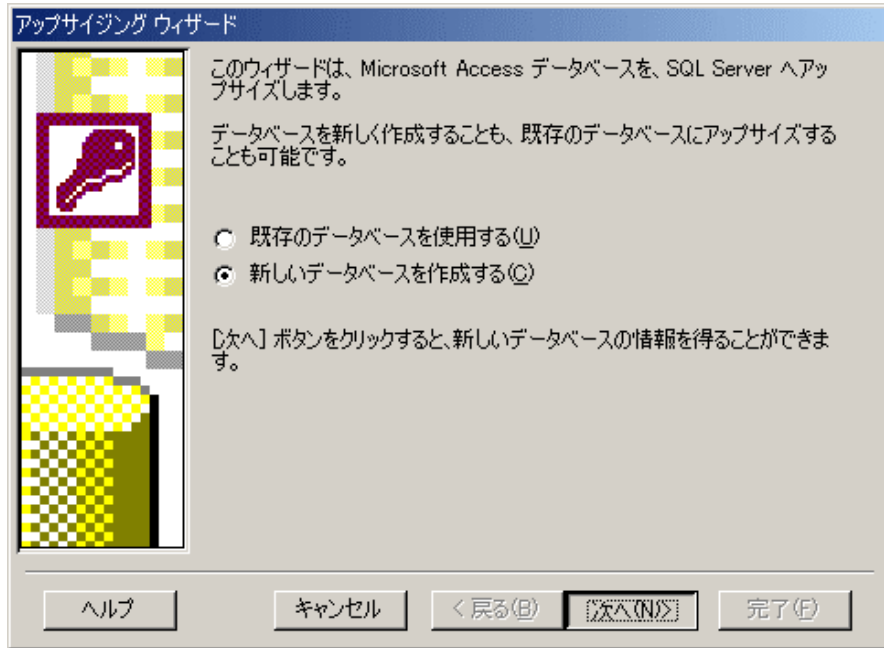 アップサイジング ウィザード
このウィザードは、Microsoft Access データベースを、SQL Server へアッ
プサイズします。
データベースを新しく作成することも、既存のデータベースにアップサイズする
ことも可能です。
既存のデータベースを使用する(U)
新しいデータベースを作成する(C)
[次へ] ボタンをクリックすると、新しいデータベースの情報を得ることができま
す。
ヘルプ
キャンセル
< 戻る(B)
次へ(N)>
完了(F)